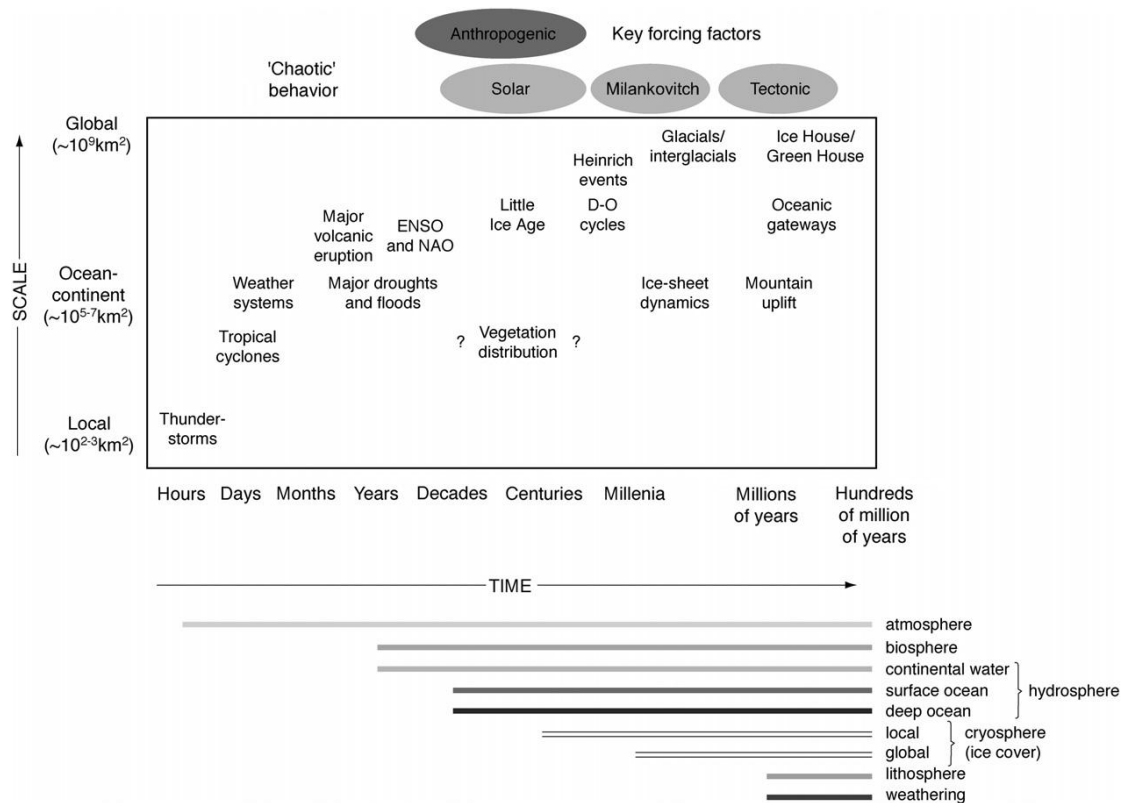 Anthropogenic
Key forcing factors
'Chaotic'
behavior
Solar
Milankovitch
Tectonic
SCALE
Global
(~10⁹km²)
Ocean-
continent
(~10⁵⁻⁷km²)
Local
(~10²⁻³km²)
Glacials/
interglacials
Ice House/
Green House
Heinrich
events
Little
Ice Age
D-O
cycles
Oceanic
gateways
Major
volcanic
eruption
ENSO
and NAO
Weather
systems
Major droughts
and floods
Ice-sheet
dynamics
Mountain
uplift
Tropical
cyclones
?
Vegetation
distribution
?
Thunder-
storms
Hours
Days
Months
Years
Decades
Centuries
Millenia
Millions
of years
Hundreds
of million
of years
TIME
atmosphere
biosphere
continental water
surface ocean
deep ocean
hydrosphere
local
global
cryosphere
(ice cover)
lithosphere
weathering